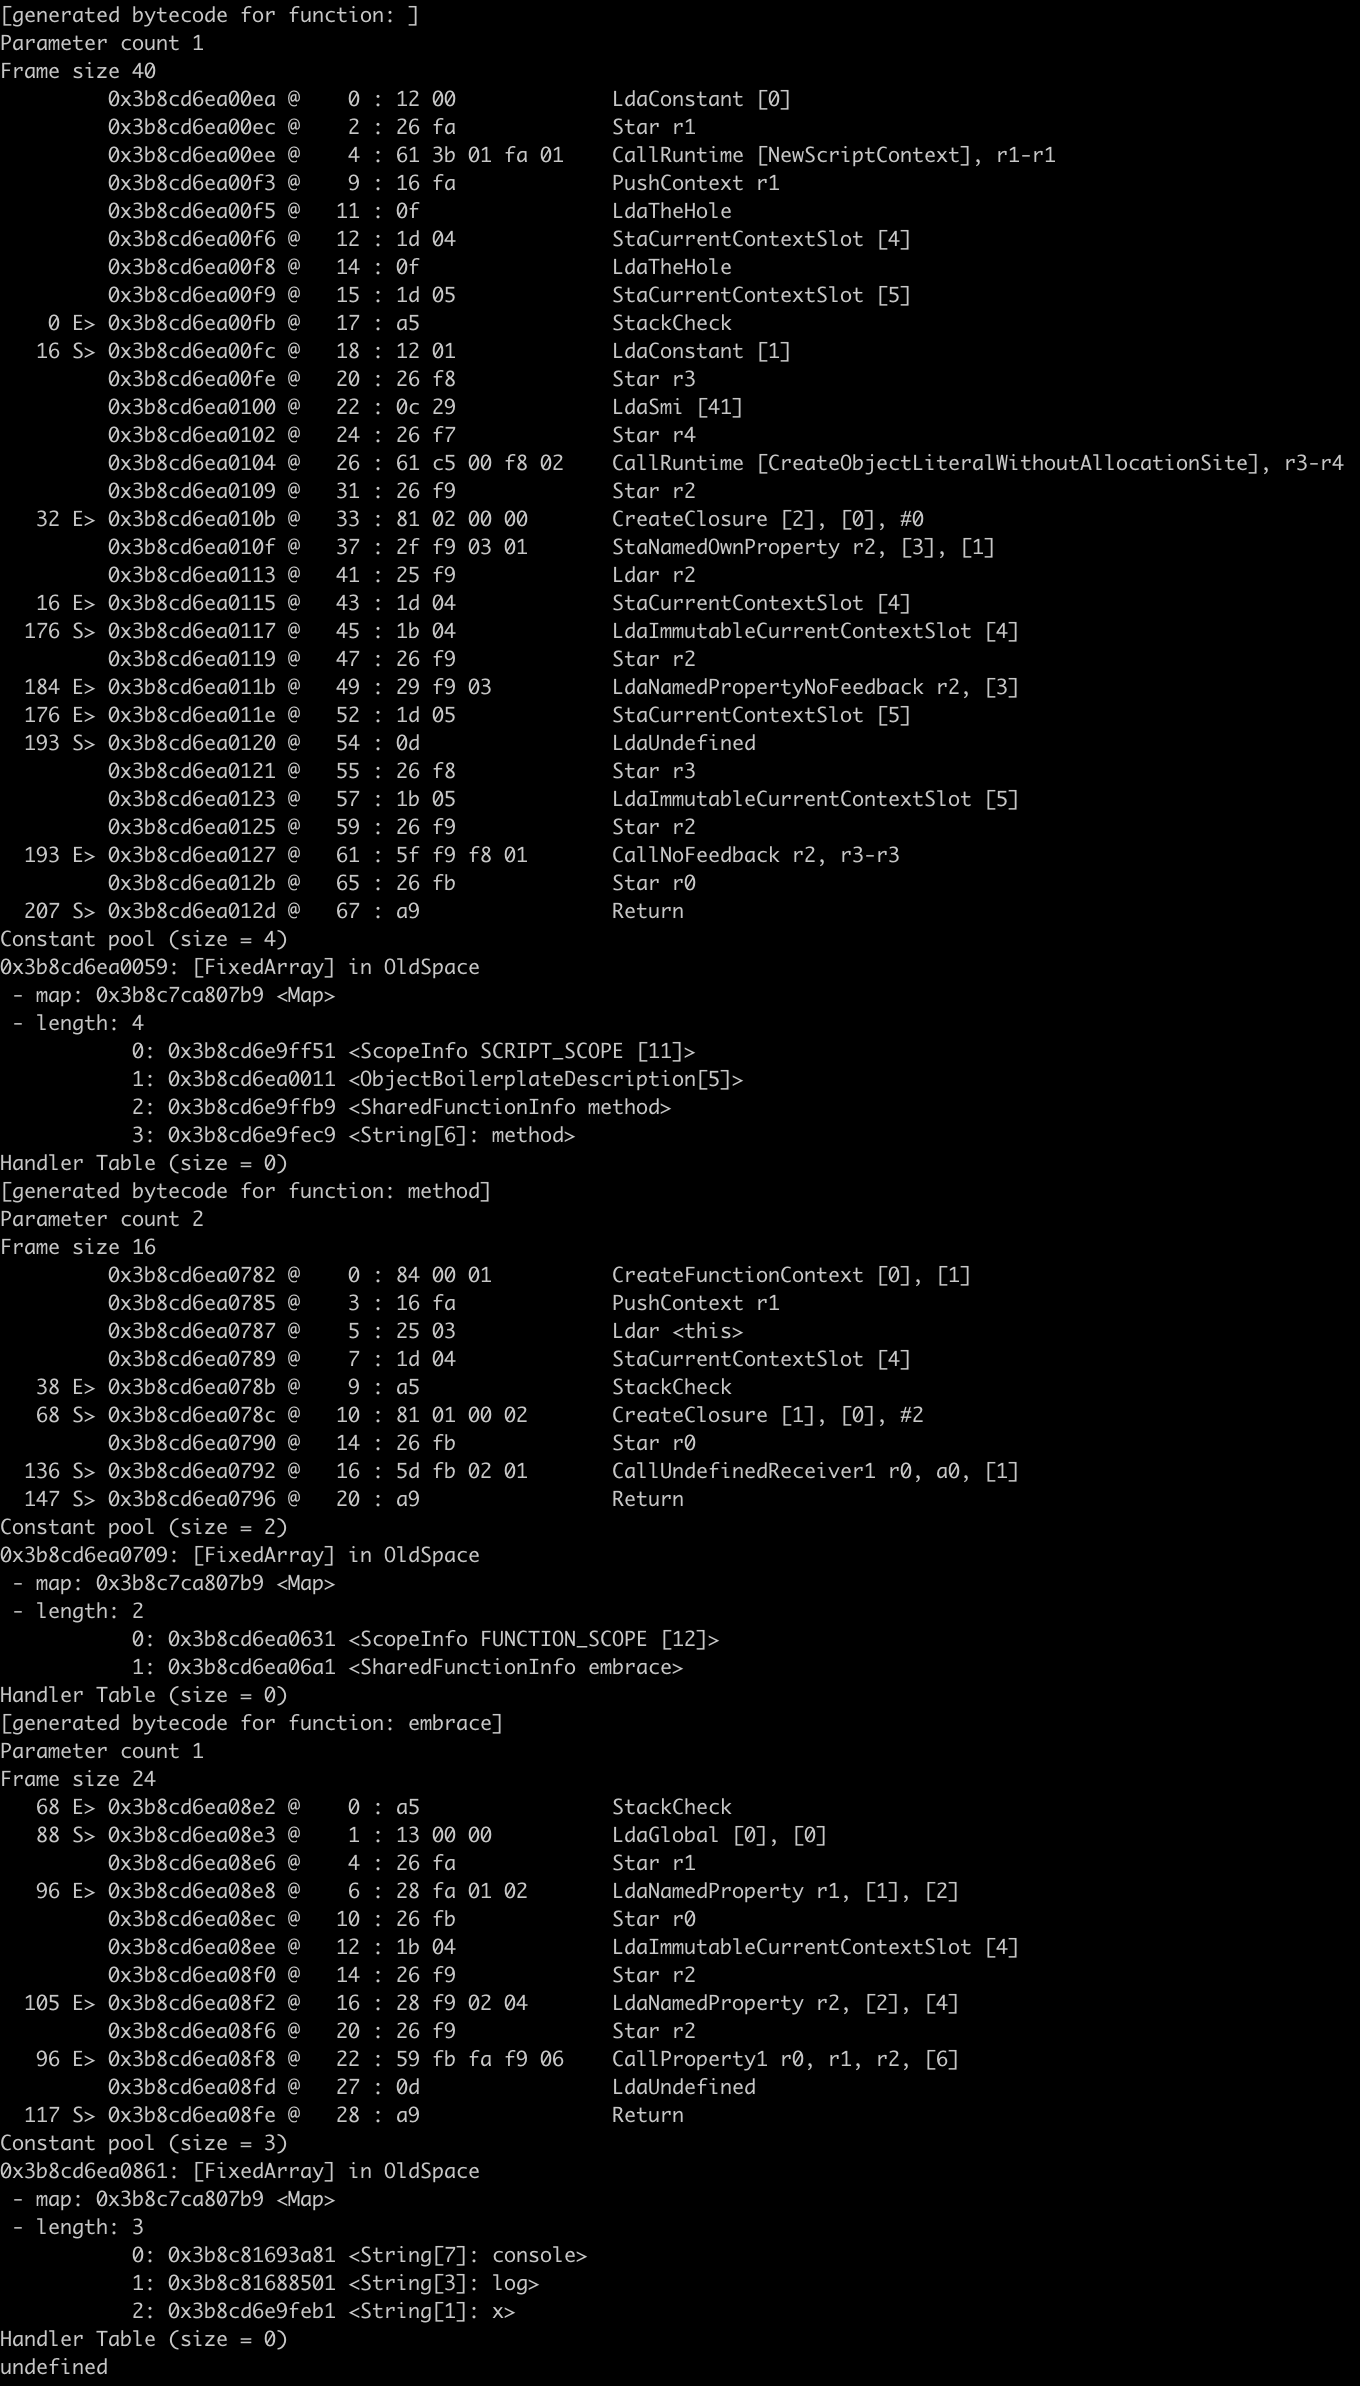 [generated bytecode for function: ]
Parameter count 1
Frame size 40
         0x3b8cd6ea00ea @    0 : 12 00             LdaConstant [0]
         0x3b8cd6ea00ec @    2 : 26 fa             Star r1
         0x3b8cd6ea00ee @    4 : 61 3b 01 fa 01    CallRuntime [NewScriptContext], r1-r1
         0x3b8cd6ea00f3 @    9 : 16 fa             PushContext r1
         0x3b8cd6ea00f5 @   11 : 0f                LdaTheHole
         0x3b8cd6ea00f6 @   12 : 1d 04             StaCurrentContextSlot [4]
         0x3b8cd6ea00f8 @   14 : 0f                LdaTheHole
         0x3b8cd6ea00f9 @   15 : 1d 05             StaCurrentContextSlot [5]
    0 E> 0x3b8cd6ea00fb @   17 : a5                StackCheck
   16 S> 0x3b8cd6ea00fc @   18 : 12 01             LdaConstant [1]
         0x3b8cd6ea00fe @   20 : 26 f8             Star r3
         0x3b8cd6ea0100 @   22 : 0c 29             LdaSmi [41]
         0x3b8cd6ea0102 @   24 : 26 f7             Star r4
         0x3b8cd6ea0104 @   26 : 61 c5 00 f8 02    CallRuntime [CreateObjectLiteralWithoutAllocationSite], r3-r4
         0x3b8cd6ea0109 @   31 : 26 f9             Star r2
   32 E> 0x3b8cd6ea010b @   33 : 81 02 00 00       CreateClosure [2], [0], #0
         0x3b8cd6ea010f @   37 : 2f f9 03 01       StaNamedOwnProperty r2, [3], [1]
         0x3b8cd6ea0113 @   41 : 25 f9             Ldar r2
   16 E> 0x3b8cd6ea0115 @   43 : 1d 04             StaCurrentContextSlot [4]
  176 S> 0x3b8cd6ea0117 @   45 : 1b 04             LdaImmutableCurrentContextSlot [4]
         0x3b8cd6ea0119 @   47 : 26 f9             Star r2
  184 E> 0x3b8cd6ea011b @   49 : 29 f9 03          LdaNamedPropertyNoFeedback r2, [3]
  176 E> 0x3b8cd6ea011e @   52 : 1d 05             StaCurrentContextSlot [5]
  193 S> 0x3b8cd6ea0120 @   54 : 0d                LdaUndefined
         0x3b8cd6ea0121 @   55 : 26 f8             Star r3
         0x3b8cd6ea0123 @   57 : 1b 05             LdaImmutableCurrentContextSlot [5]
         0x3b8cd6ea0125 @   59 : 26 f9             Star r2
  193 E> 0x3b8cd6ea0127 @   61 : 5f f9 f8 01       CallNoFeedback r2, r3-r3
         0x3b8cd6ea012b @   65 : 26 fb             Star r0
  207 S> 0x3b8cd6ea012d @   67 : a9                Return
Constant pool (size = 4)
0x3b8cd6ea0059: [FixedArray] in OldSpace
 - map: 0x3b8c7ca807b9 <Map>
 - length: 4
           0: 0x3b8cd6e9ff51 <ScopeInfo SCRIPT_SCOPE [11]>
           1: 0x3b8cd6ea0011 <ObjectBoilerplateDescription[5]>
           2: 0x3b8cd6e9ffb9 <SharedFunctionInfo method>
           3: 0x3b8cd6e9fec9 <String[6]: method>
Handler Table (size = 0)
[generated bytecode for function: method]
Parameter count 2
Frame size 16
         0x3b8cd6ea0782 @    0 : 84 00 01          CreateFunctionContext [0], [1]
         0x3b8cd6ea0785 @    3 : 16 fa             PushContext r1
         0x3b8cd6ea0787 @    5 : 25 03             Ldar <this>
         0x3b8cd6ea0789 @    7 : 1d 04             StaCurrentContextSlot [4]
   38 E> 0x3b8cd6ea078b @    9 : a5                StackCheck
   68 S> 0x3b8cd6ea078c @   10 : 81 01 00 02       CreateClosure [1], [0], #2
         0x3b8cd6ea0790 @   14 : 26 fb             Star r0
  136 S> 0x3b8cd6ea0792 @   16 : 5d fb 02 01       CallUndefinedReceiver1 r0, a0, [1]
  147 S> 0x3b8cd6ea0796 @   20 : a9                Return
Constant pool (size = 2)
0x3b8cd6ea0709: [FixedArray] in OldSpace
 - map: 0x3b8c7ca807b9 <Map>
 - length: 2
           0: 0x3b8cd6ea0631 <ScopeInfo FUNCTION_SCOPE [12]>
           1: 0x3b8cd6ea06a1 <SharedFunctionInfo embrace>
Handler Table (size = 0)
[generated bytecode for function: embrace]
Parameter count 1
Frame size 24
   68 E> 0x3b8cd6ea08e2 @    0 : a5                StackCheck
   88 S> 0x3b8cd6ea08e3 @    1 : 13 00 00          LdaGlobal [0], [0]
         0x3b8cd6ea08e6 @    4 : 26 fa             Star r1
   96 E> 0x3b8cd6ea08e8 @    6 : 28 fa 01 02       LdaNamedProperty r1, [1], [2]
         0x3b8cd6ea08ec @   10 : 26 fb             Star r0
         0x3b8cd6ea08ee @   12 : 1b 04             LdaImmutableCurrentContextSlot [4]
         0x3b8cd6ea08f0 @   14 : 26 f9             Star r2
  105 E> 0x3b8cd6ea08f2 @   16 : 28 f9 02 04       LdaNamedProperty r2, [2], [4]
         0x3b8cd6ea08f6 @   20 : 26 f9             Star r2
   96 E> 0x3b8cd6ea08f8 @   22 : 59 fb fa f9 06    CallProperty1 r0, r1, r2, [6]
         0x3b8cd6ea08fd @   27 : 0d                LdaUndefined
  117 S> 0x3b8cd6ea08fe @   28 : a9                Return
Constant pool (size = 3)
0x3b8cd6ea0861: [FixedArray] in OldSpace
 - map: 0x3b8c7ca807b9 <Map>
 - length: 3
           0: 0x3b8c81693a81 <String[7]: console>
           1: 0x3b8c81688501 <String[3]: log>
           2: 0x3b8cd6e9feb1 <String[1]: x>
Handler Table (size = 0)
undefined